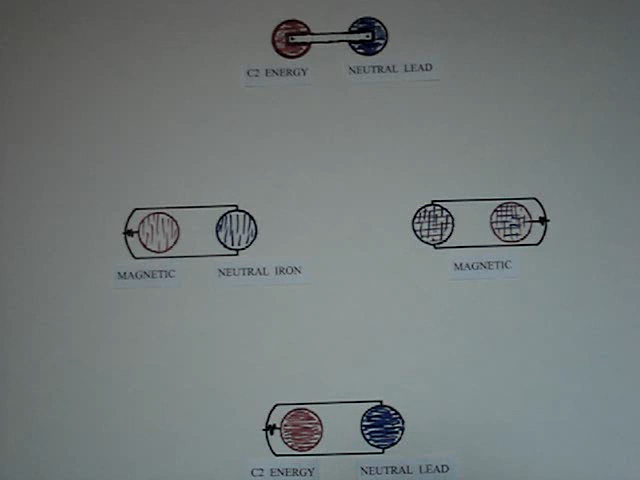 C2 ENERGY
NEUTRAL LEAD
MAGNETIC
NEUTRAL IRON
MAGNETIC
C2 ENERGY
NEUTRAL LEAD